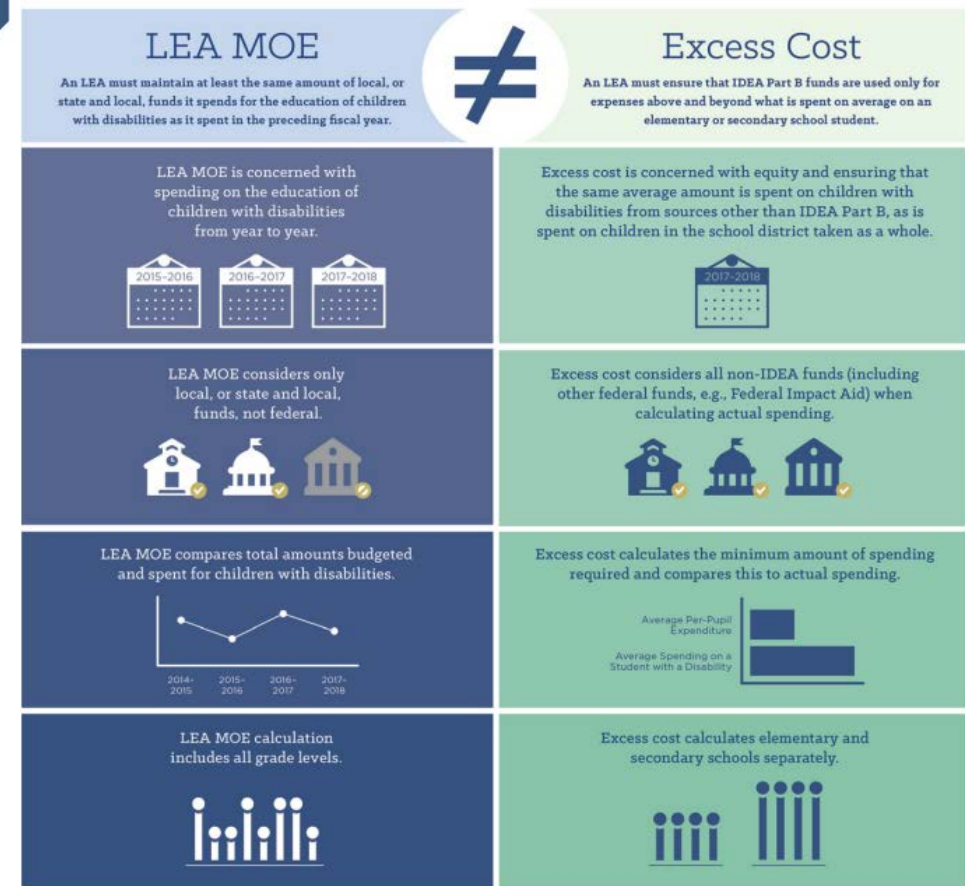 LEA MOE
An LEA must maintain at least the same amount of local, or
state and local, funds it spends for the education of children
with disabilities as it spent in the preceding fiscal year.
≠
Excess Cost
An LEA must ensure that IDEA Part B funds are used only for
expenses above and beyond what is spent on average on an
elementary or secondary school student.
LEA MOE is concerned with
spending on the education of
children with disabilities
from year to year.
2015-2016 2016-2017 2017-2018
Excess cost is concerned with equity and ensuring that
the same average amount is spent on children with
disabilities from sources other than IDEA Part B, as is
spent on children in the school district taken as a whole.
2017-2018
LEA MOE considers only
local, or state and local,
funds, not federal.
Excess cost considers all non-IDEA funds (including
other federal funds, e.g., Federal Impact Aid) when
calculating actual spending.
LEA MOE compares total amounts budgeted
and spent for children with disabilities.
2014- 2015- 2016- 2017-
2015 2016 2017 2018
Excess cost calculates the minimum amount of spending
required and compares this to actual spending.
Average Per-Pupil
Expenditure
Average Spending on a
Student with a Disability
LEA MOE calculation
includes all grade levels.
Excess cost calculates elementary and
secondary schools separately.